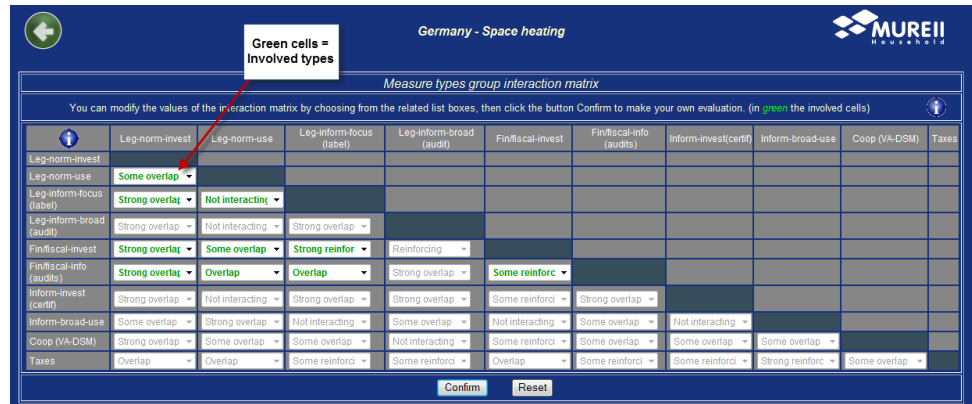 Green cells =
Involved types
Germany - Space heating
MUREII
Household
Measure types group interaction matrix
You can modify the values of the interaction matrix by choosing from the related list boxes, then click the button Confirm to make your own evaluation. (in green the involved cells)
Leg-norm-invest Leg-norm-use Leg-inform-focus (label) Leg-inform-broad (audit) Fin/fiscal-invest Fin/fiscal-info (audits) Inform-invest(certif) Inform-broad-use Coop (VA-DSM) Taxes
Leg-norm-invest
Leg-norm-use Some overlap
Leg-inform-focus (label) Strong overlap Not interacting
Leg-inform-broad (audit) Strong overlap Not interacting Strong overlap
Fin/fiscal-invest Strong overlap Some overlap Strong reinfor Reinforcing
Fin/fiscal-info (audits) Strong overlap Overlap Overlap Strong overlap Some reinforc
Inform-invest (certif) Strong overlap Not interacting Strong overlap Strong overlap Some reinforci Strong overlap
Inform-broad-use Some overlap Strong overlap Not interacting Some overlap Not interacting Some overlap Not interacting
Coop (VA-DSM) Strong overlap Some overlap Some overlap Not interacting Some overlap Some overlap Some overlap Some overlap
Taxes Overlap Overlap Some reinforci Some reinforci Overlap Some reinforci Some reinforci Strong reinforc Some overlap
Confirm Reset